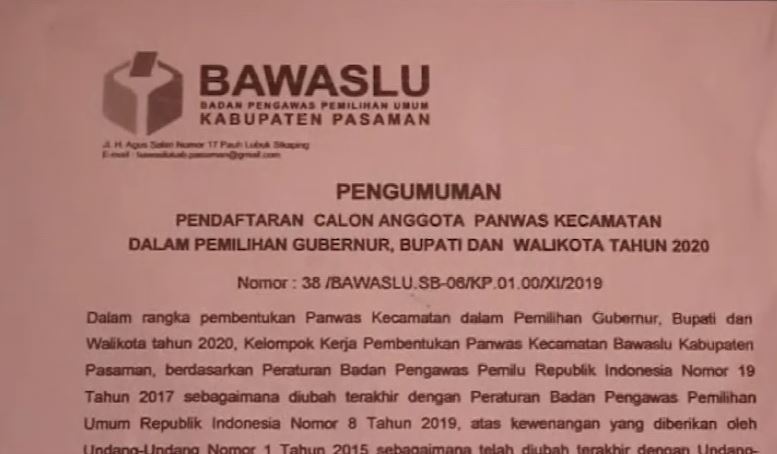 BAWASLU
BADAN PENGAWAS PEMILIHAN UMUM
KABUPATEN PASAMAN
Jl. H. Agus Salim Nomor 17 Pauh Lubuk Sikaping
E-mail : bawaslukab.pasaman@gmail.com
PENGUMUMAN
PENDAFTARAN CALON ANGGOTA PANWAS KECAMATAN
DALAM PEMILIHAN GUBERNUR, BUPATI DAN WALIKOTA TAHUN 2020
Nomor : 38 /BAWASLU.SB-06/KP.01.00/XI/2019
Dalam rangka pembentukan Panwas Kecamatan dalam Pemilihan Gubernur, Bupati dan
Walikota tahun 2020, Kelompok Kerja Pembentukan Panwas Kecamatan Bawaslu Kabupaten
Pasaman, berdasarkan Peraturan Badan Pengawas Pemilu Republik Indonesia Nomor 19
Tahun 2017 sebagaimana diubah terakhir dengan Peraturan Badan Pengawas Pemilihan
Umum Republik Indonesia Nomor 8 Tahun 2019, atas kewenangan yang diberikan oleh
Undang-Undang Nomor 1 Tahun 2015 sebagaimana telah diubah terakhir dengan Undang-